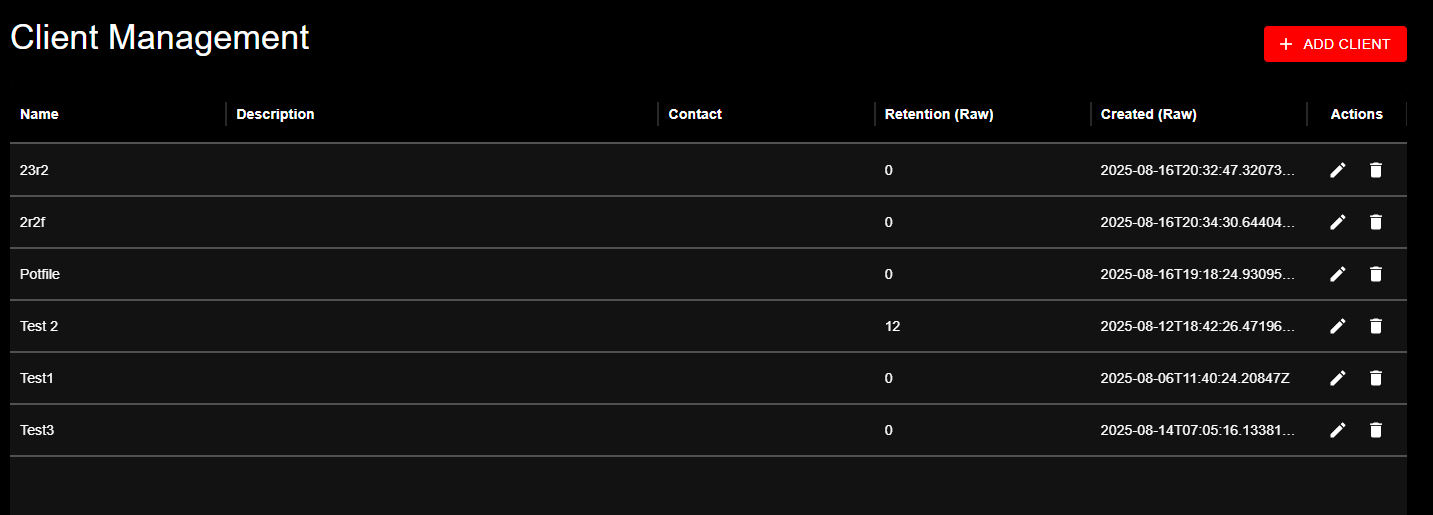 Client Management
+ ADD CLIENT
Name Description Contact Retention (Raw) Created (Raw) Actions
23r2 0 2025-08-16T20:32:47.32073...
2r2f 0 2025-08-16T20:34:30.64404...
Potfile 0 2025-08-16T19:18:24.93095...
Test 2 12 2025-08-12T18:42:26.47196...
Test1 0 2025-08-06T11:40:24.20847Z
Test3 0 2025-08-14T07:05:16.13381...